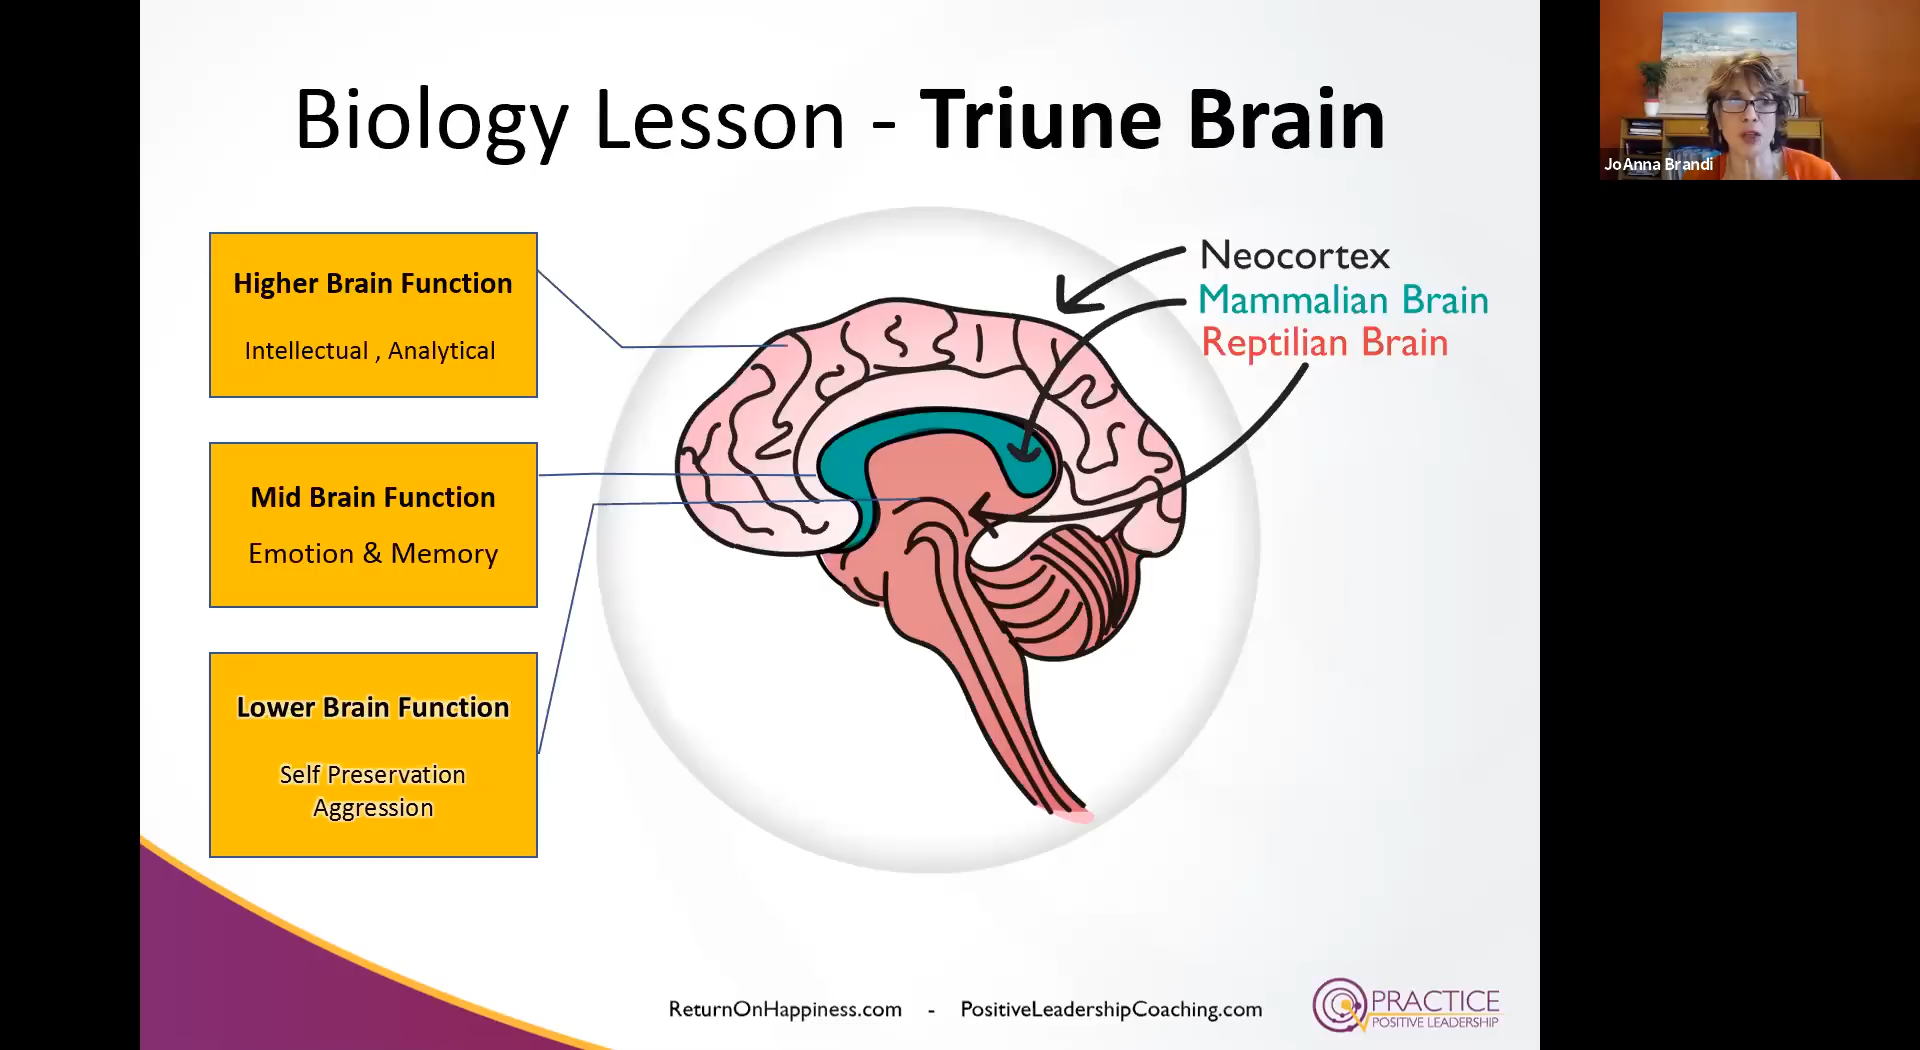 Biology Lesson - Triune Brain
JoAnna Brandi
Higher Brain Function
Intellectual , Analytical
Mid Brain Function
Emotion & Memory
Lower Brain Function
Self Preservation
Aggression
Neocortex
Mammalian Brain
Reptilian Brain
ReturnOnHappiness.com - PositiveLeadershipCoaching.com
PRACTICE
POSITIVE LEADERSHIP